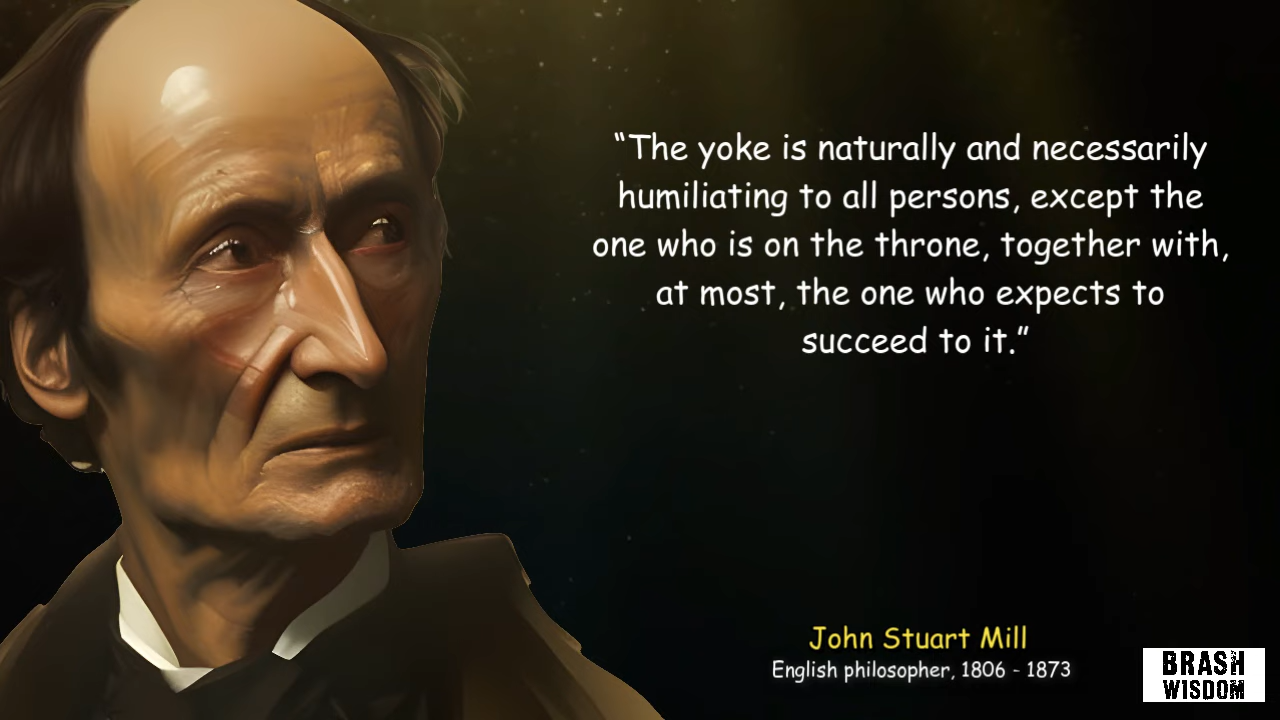 “The yoke is naturally and necessarily
humiliating to all persons, except the
one who is on the throne, together with,
at most, the one who expects to
succeed to it.”
John Stuart Mill
English philosopher, 1806 - 1873
BRASH
WISDOM